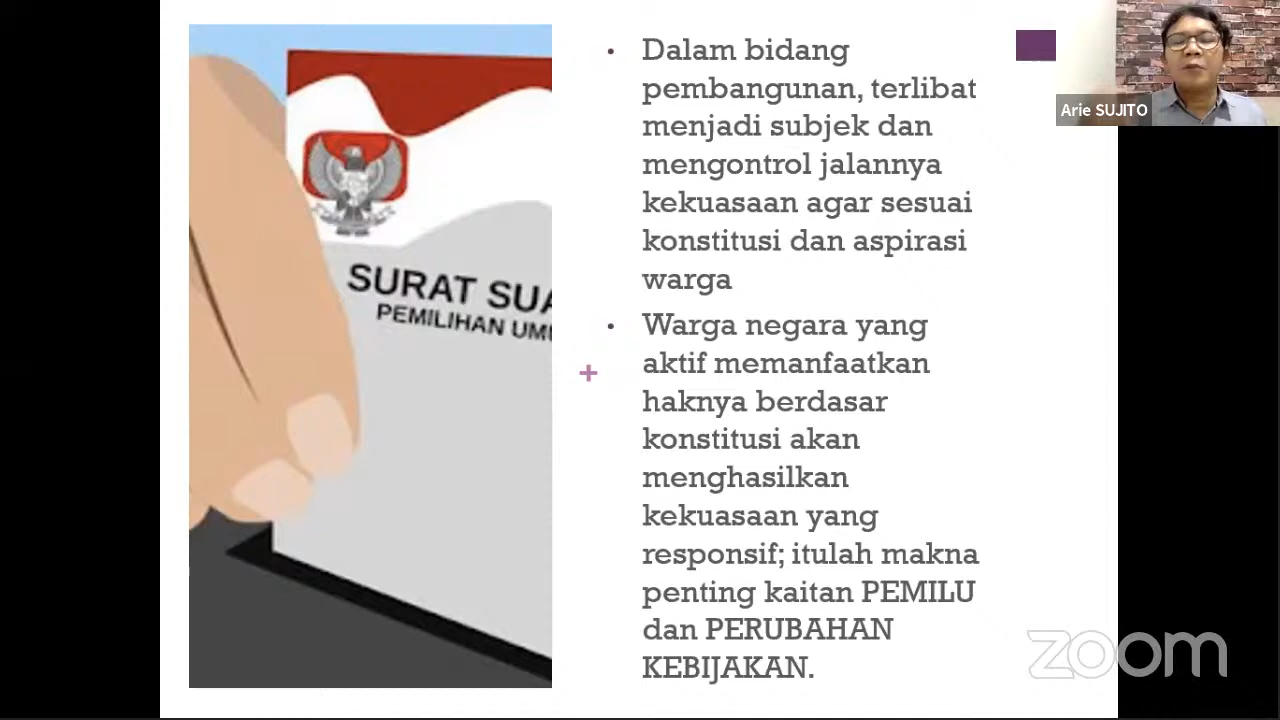 SURAT SUA
PEMILIHAN UMU
• Dalam bidang
pembangunan, terlibat
menjadi subjek dan
mengontrol jalannya
kekuasaan agar sesuai
konstitusi dan aspirasi
warga
• Warga negara yang
aktif memanfaatkan
haknya berdasar
konstitusi akan
menghasilkan
kekuasaan yang
responsif; itulah makna
penting kaitan PEMILU
dan PERUBAHAN
KEBIJAKAN.
+
Arie SUJITO
zoom